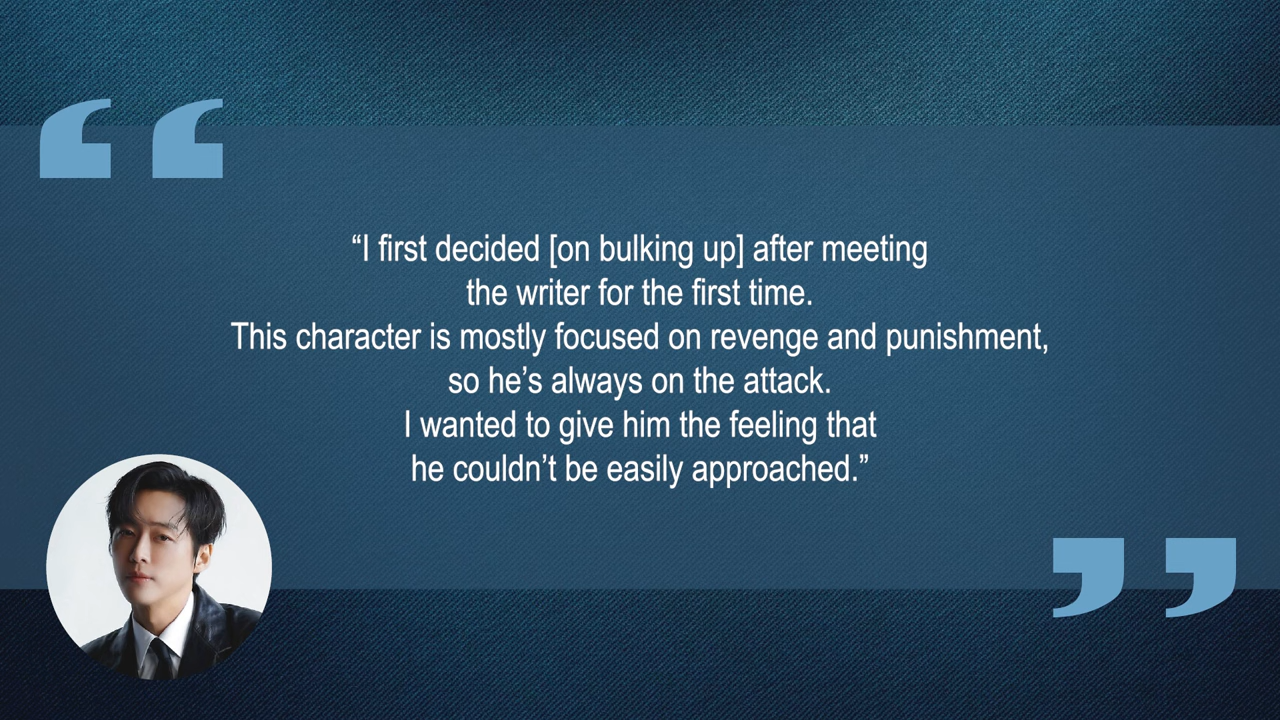 “I first decided [on bulking up] after meeting
the writer for the first time.
This character is mostly focused on revenge and punishment,
so he’s always on the attack.
I wanted to give him the feeling that
he couldn’t be easily approached.”